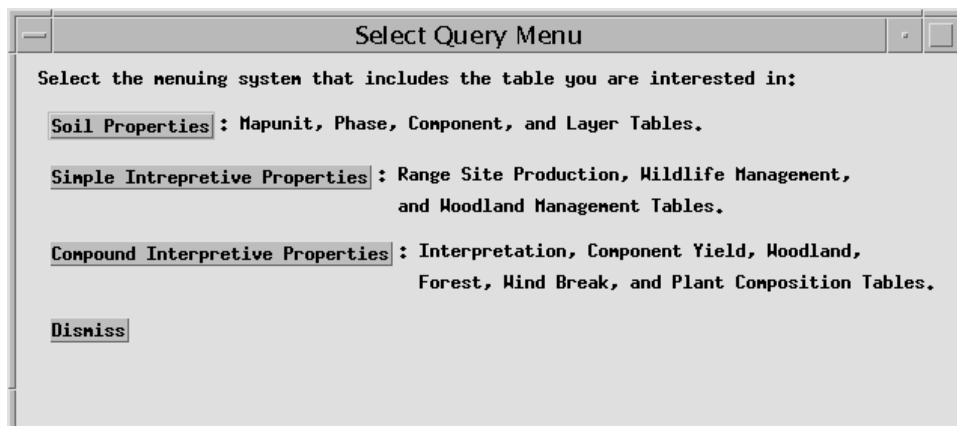 Select Query Menu
Select the menuing system that includes the table you are interested in:
Soil Properties : Mapunit, Phase, Component, and Layer Tables.
Simple Intrepretive Properties : Range Site Production, Wildlife Management,
and Woodland Management Tables.
Compound Interpretive Properties : Interpretation, Component Yield, Woodland,
Forest, Wind Break, and Plant Composition Tables.
Dismiss